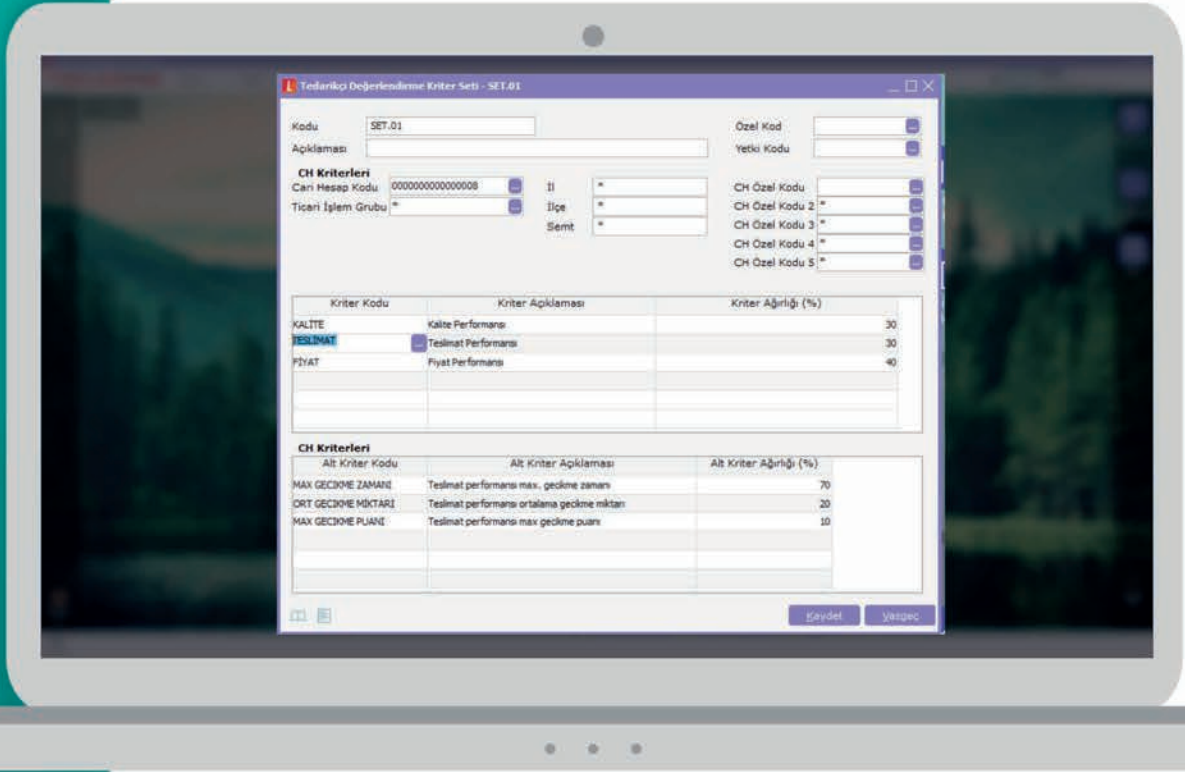 Tedarikçi Değerlendirme Kriter Seti - SET.01
Kodu SET.01 Özel Kod
Açıklaması Yetki Kodu
CH Kriterleri
Cari Hesap Kodu 0000000000000008 İl * CH Özel Kodu
Ticari İşlem Grubu * İlçe * CH Özel Kodu 2 *
Semt * CH Özel Kodu 3 *
CH Özel Kodu 4 *
CH Özel Kodu 5 *
Kriter Kodu Kriter Açıklaması Kriter Ağırlığı (%)
KALİTE Kalite Performansı 30
TESLİMAT Teslimat Performansı 30
FİYAT Fiyat Performansı 40
CH Kriterleri
Alt Kriter Kodu Alt Kriter Açıklaması Alt Kriter Ağırlığı (%)
MAX GECİKME ZAMANI Teslimat performansı max. gecikme zamanı 70
ORT GECİKME MİKTARI Teslimat performansı ortalama gecikme miktarı 20
MAX GECİKME PUANI Teslimat performansı max gecikme puanı 10
Kaydet Vazgeç